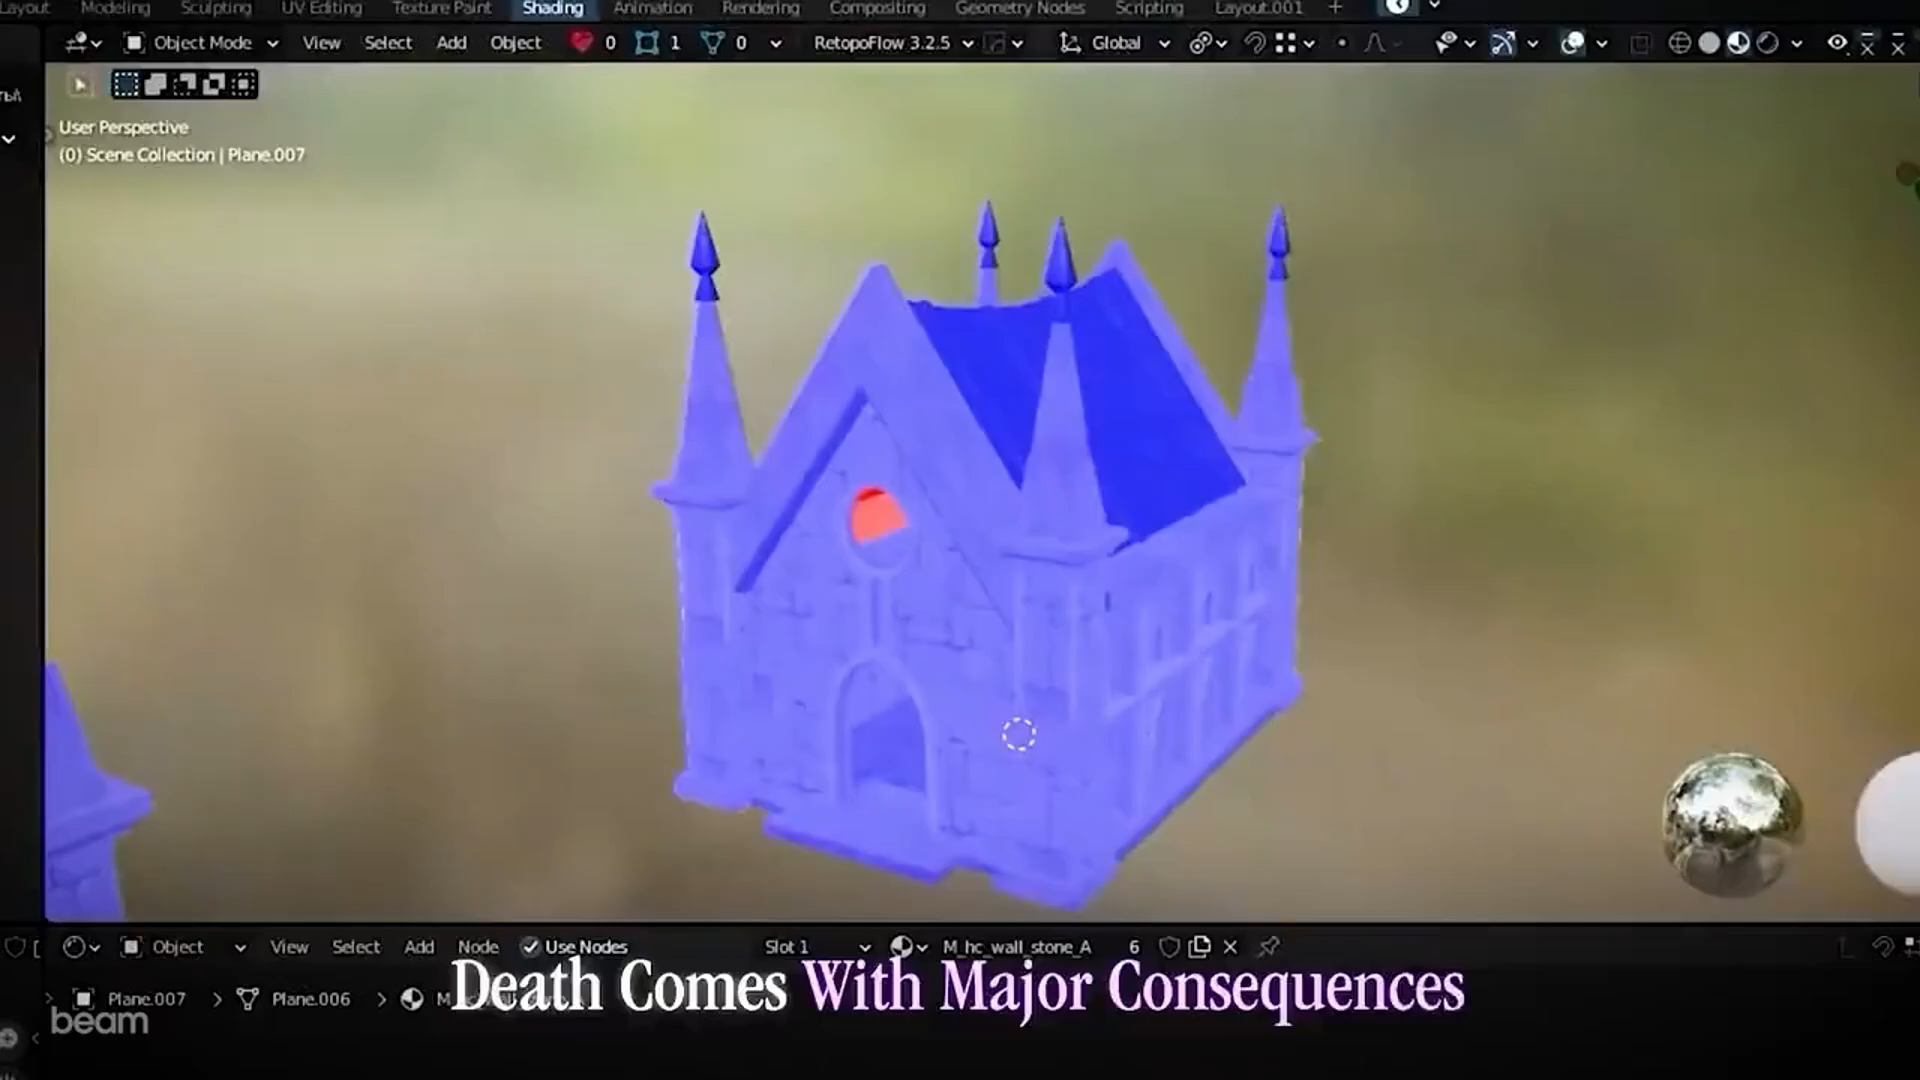 Layout Modeling Sculpting UV Editing Texture Paint Shading Animation Rendering Compositing Geometry Nodes Scripting Layout.001 +
Object Mode View Select Add Object 0 1 0 RetopoFlow 3.2.5 Global
User Perspective
(0) Scene Collection | Plane.007
Object View Select Add Node Use Nodes Slot 1 M_hc_wall_stone_A 6
Plane.007 > Plane.006 >
Death Comes With Major Consequences
beam